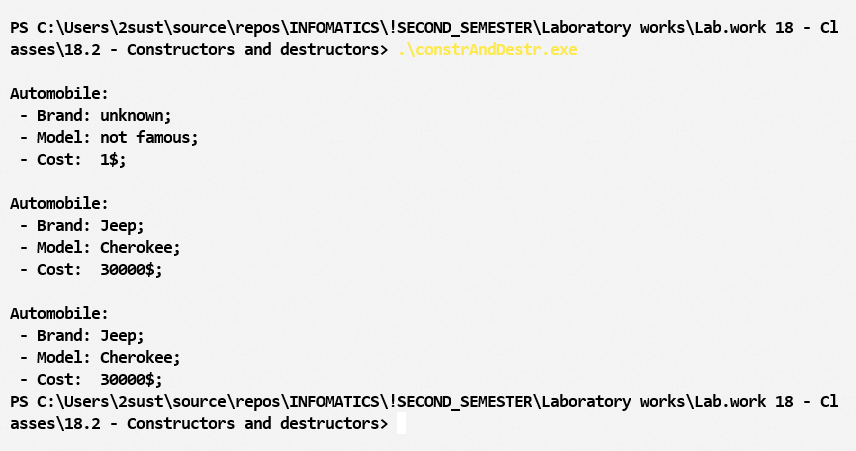 PS C:\Users\2sust\source\repos\INFOMATICS\!SECOND_SEMESTER\Laboratory works\Lab.work 18 - Cl
asses\18.2 - Constructors and destructors> .\constrAndDestr.exe
Automobile:
- Brand: unknown;
- Model: not famous;
- Cost:  1$;
Automobile:
- Brand: Jeep;
- Model: Cherokee;
- Cost:  30000$;
Automobile:
- Brand: Jeep;
- Model: Cherokee;
- Cost:  30000$;
PS C:\Users\2sust\source\repos\INFOMATICS\!SECOND_SEMESTER\Laboratory works\Lab.work 18 - Cl
asses\18.2 - Constructors and destructors>